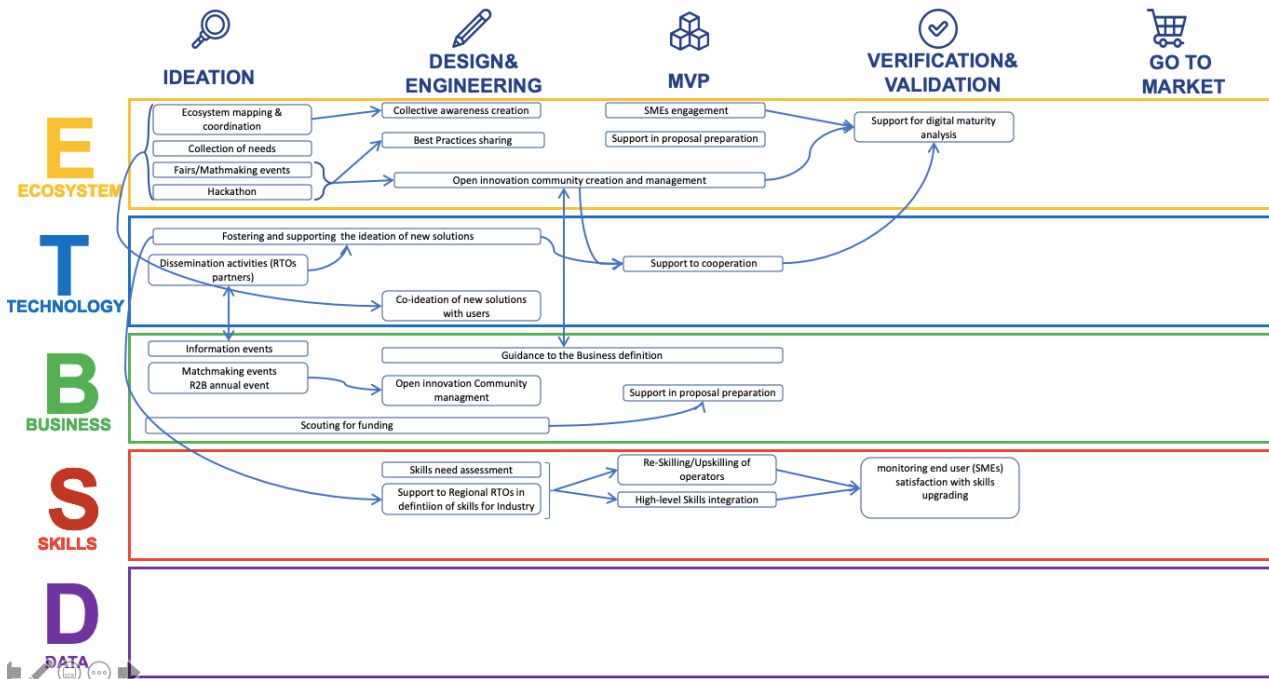 IDEATION
DESIGN&
ENGINEERING
MVP
VERIFICATION&
VALIDATION
GO TO
MARKET
E
ECOSYSTEM
Ecosystem mapping &
coordination
Collection of needs
Fairs/Mathmaking events
Hackathon
Collective awareness creation
Best Practices sharing
Open innovation community creation and management
SMEs engagement
Support in proposal preparation
Support for digital maturity
analysis
T
TECHNOLOGY
Fostering and supporting the ideation of new solutions
Dissemination activities (RTOs
partners)
Co-ideation of new solutions
with users
Support to cooperation
B
BUSINESS
Information events
Matchmaking events
R2B annual event
Scouting for funding
Guidance to the Business definition
Open innovation Community
managment
Support in proposal preparation
S
SKILLS
Skills need assessment
Support to Regional RTOs in
defintiion of skills for Industry
Re-Skilling/Upskilling of
operators
High-level Skills integration
monitoring end user (SMEs)
satisfaction with skills
upgrading
D
DATA